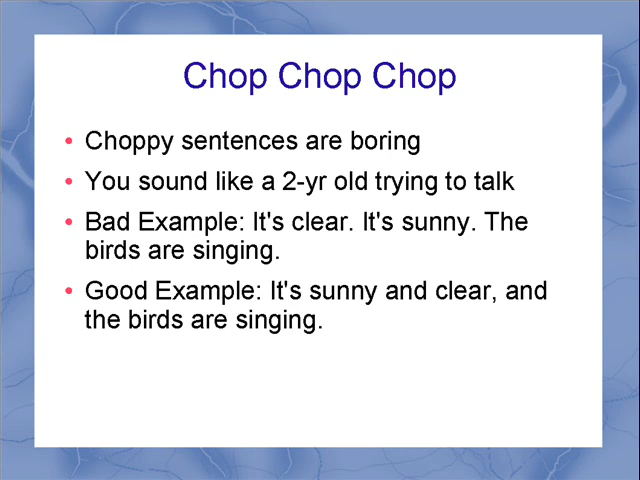 Chop Chop Chop
• Choppy sentences are boring
• You sound like a 2-yr old trying to talk
• Bad Example: It's clear. It's sunny. The
birds are singing.
• Good Example: It's sunny and clear, and
the birds are singing.